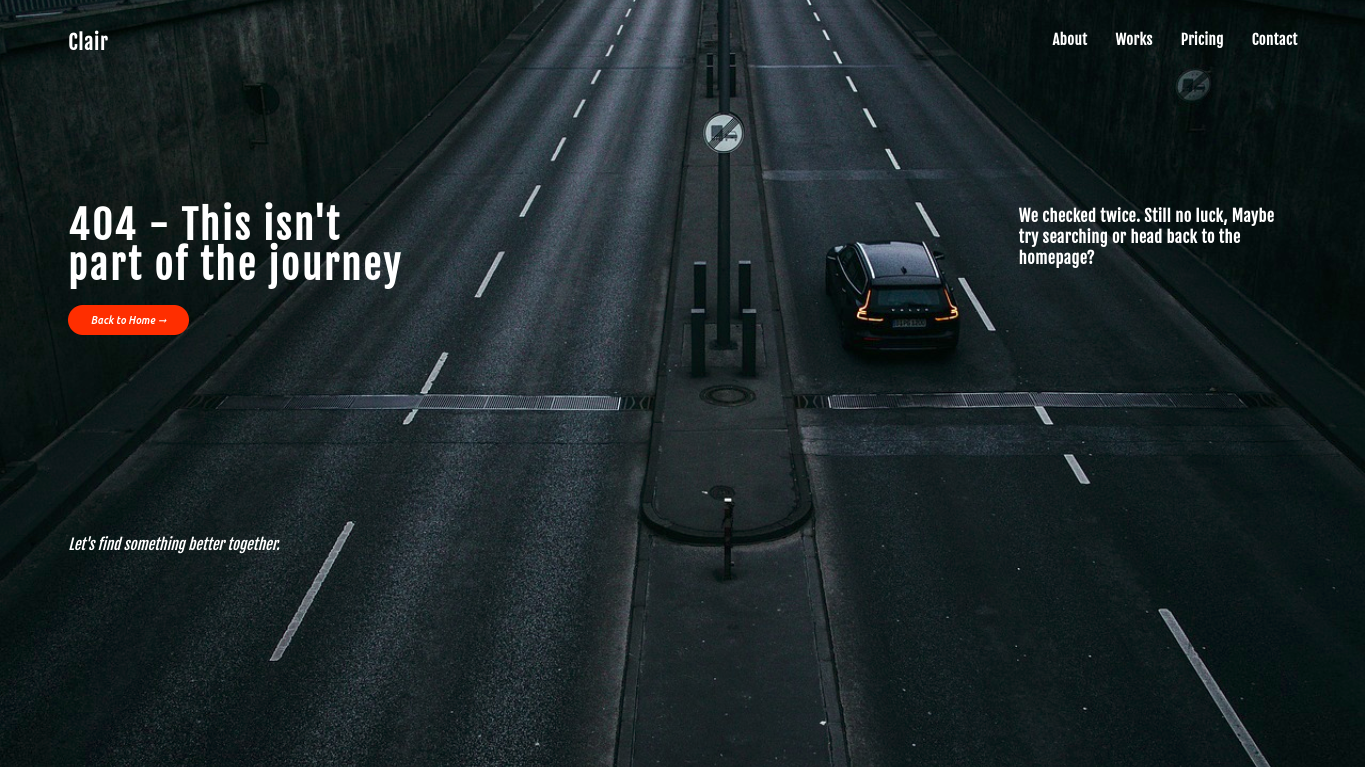 Clair
About Works Pricing Contact
404 - This isn't
part of the journey
We checked twice. Still no luck, Maybe
try searching or head back to the
homepage?
Back to Home →
Let's find something better together.
VOLVO